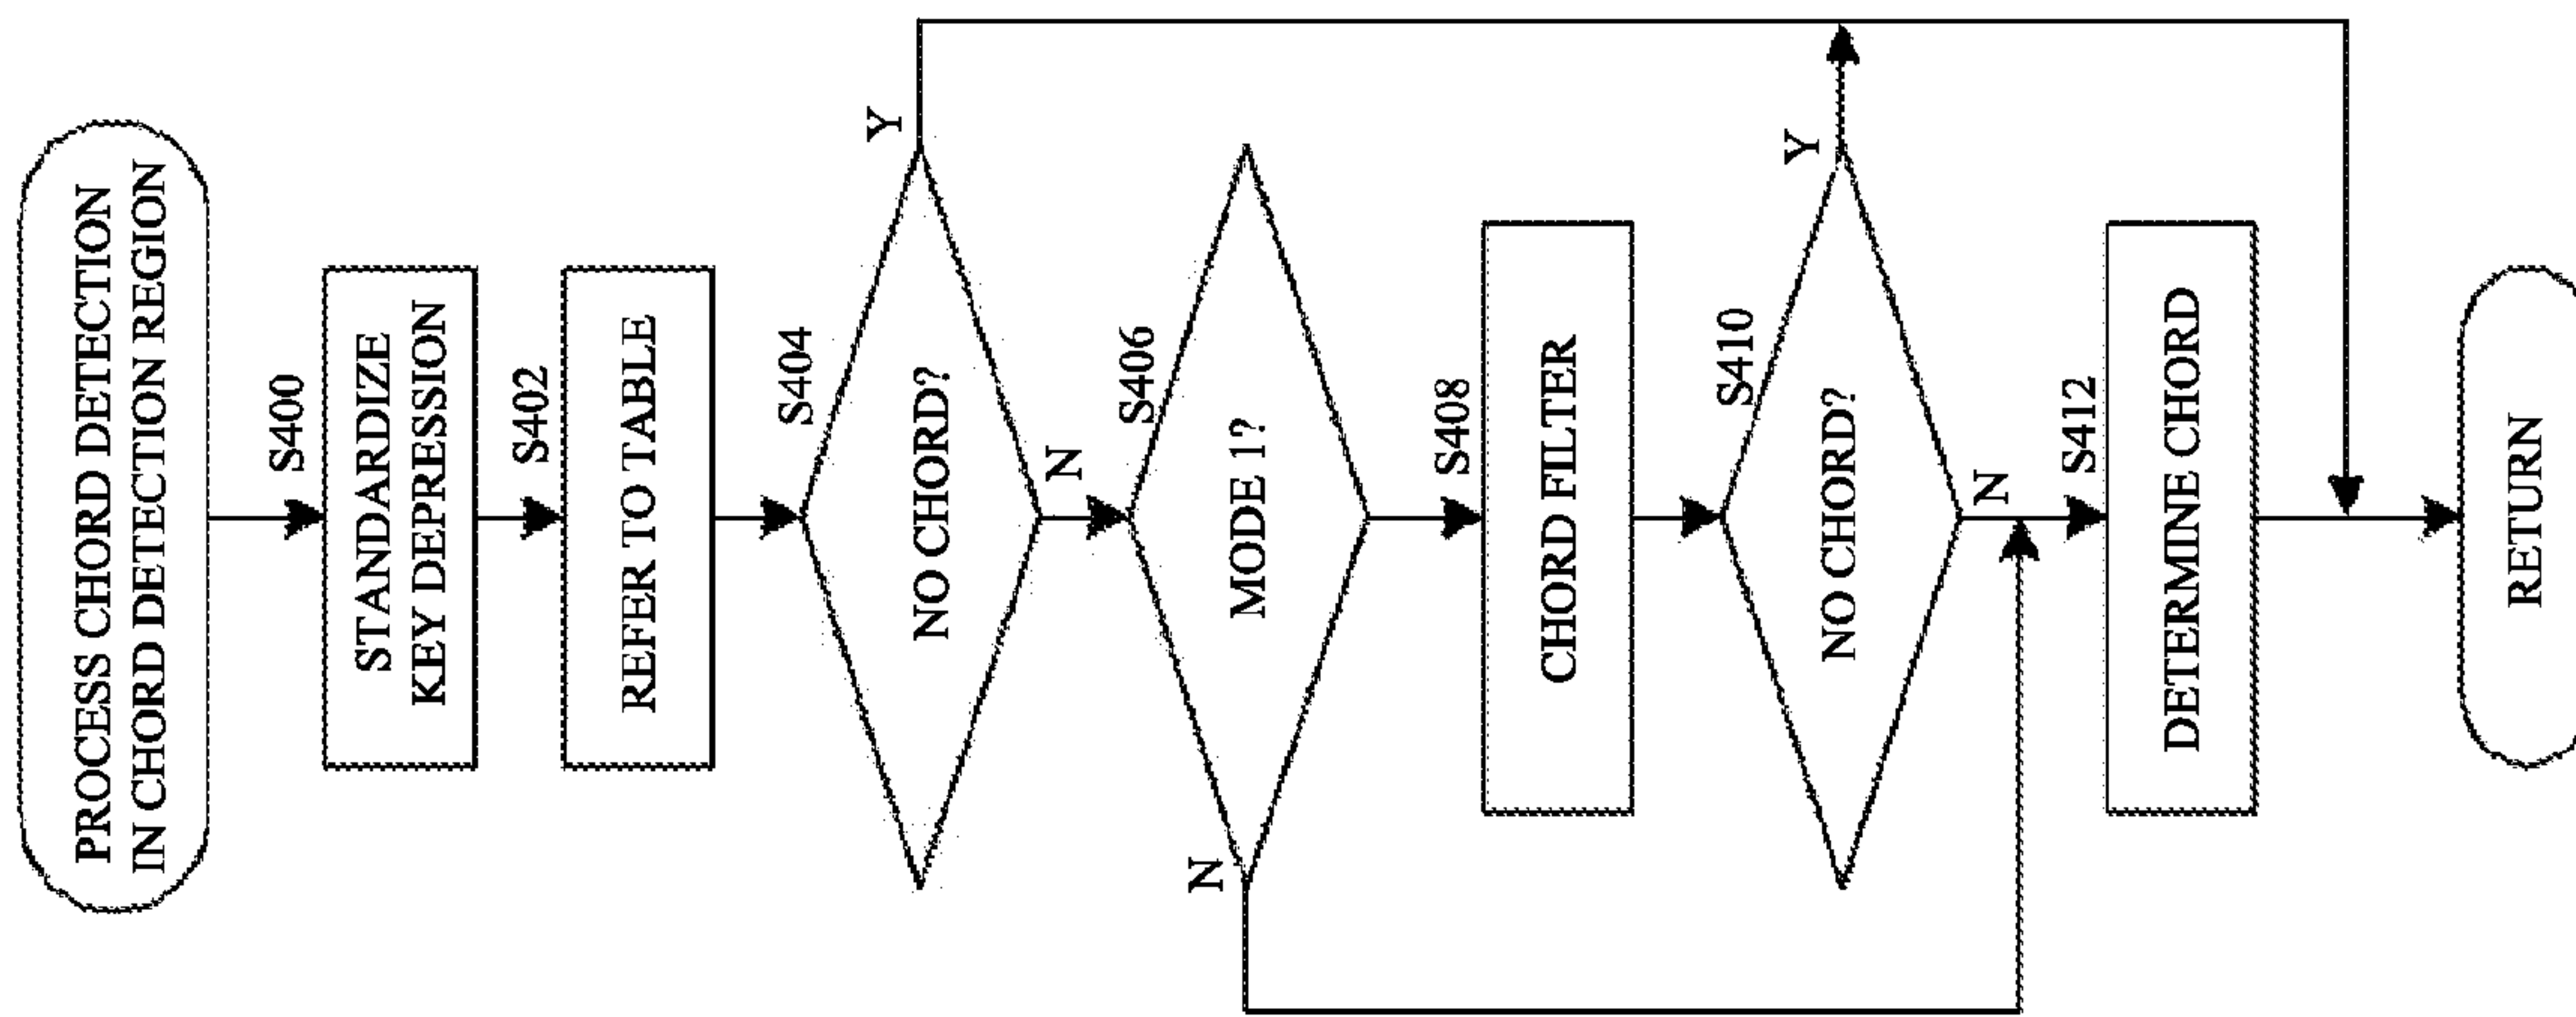 PROCESS CHORD DETECTION
IN CHORD DETECTION REGION
S400
STANDARDIZE
KEY DEPRESSION
S402
REFER TO TABLE
S404
NO CHORD?
Y
N
S406
MODE 1?
N
S408
CHORD FILTER
S410
NO CHORD?
Y
N
S412
DETERMINE CHORD
RETURN